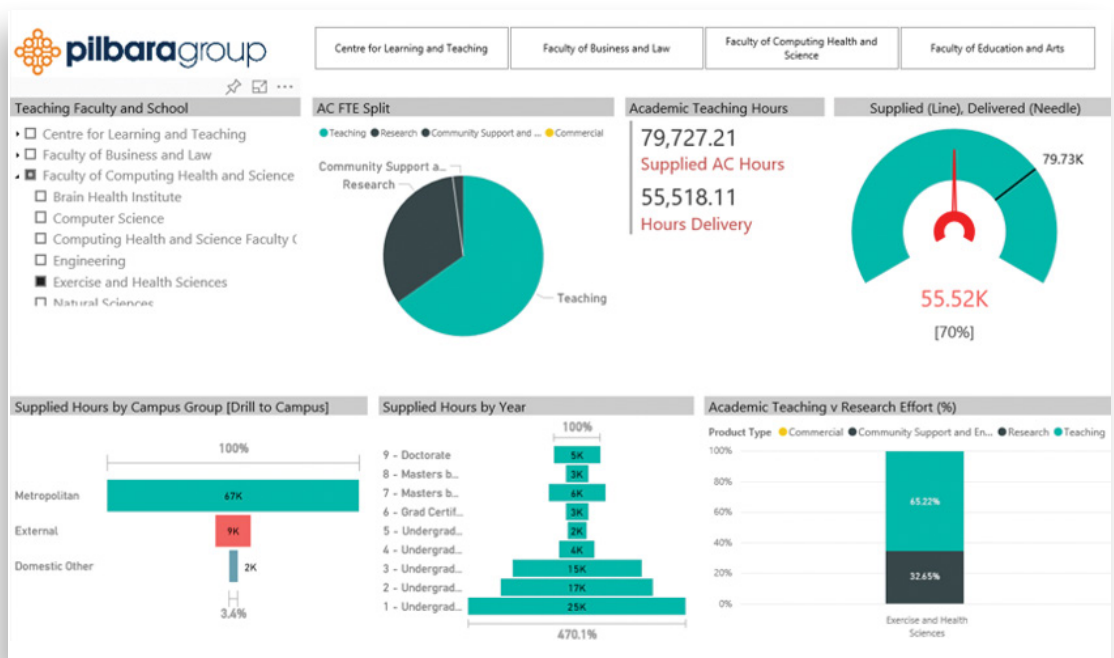 pilbaragroup
Centre for Learning and Teaching
Faculty of Business and Law
Faculty of Computing Health and
Science
Faculty of Education and Arts
Teaching Faculty and School
Centre for Learning and Teaching
Faculty of Business and Law
Faculty of Computing Health and Science
Brain Health Institute
Computer Science
Computing Health and Science Faculty (
Engineering
Exercise and Health Sciences
Natural Sciences
AC FTE Split
Teaching Research Community Support and ... Commercial
Community Support a...
Research
Teaching
Academic Teaching Hours
79,727.21
Supplied AC Hours
55,518.11
Hours Delivery
Supplied (Line), Delivered (Needle)
79.73K
55.52K
[70%]
Supplied Hours by Campus Group [Drill to Campus]
100%
Metropolitan 67K
External 9K
Domestic Other 2K
3.4%
Supplied Hours by Year
100%
9 - Doctorate 5K
8 - Masters b... 3K
7 - Masters b... 6K
6 - Grad Certif... 3K
5 - Undergrad... 2K
4 - Undergrad... 4K
3 - Undergrad... 15K
2 - Undergrad... 17K
1 - Undergrad... 25K
470.1%
Academic Teaching v Research Effort (%)
Product Type Commercial Community Support and En... Research Teaching
100%
80%
65.22%
60%
40%
32.65%
20%
0%
Exercise and Health
Sciences